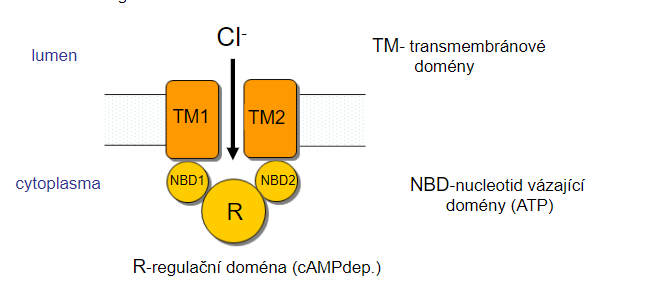 Cl-
lumen
TM- transmembránové
domény
TM1
TM2
cytoplasma
NBD1
NBD2
R
NBD-nucleotid vázající
domény (ATP)
R-regulační doména (cAMPdep.)